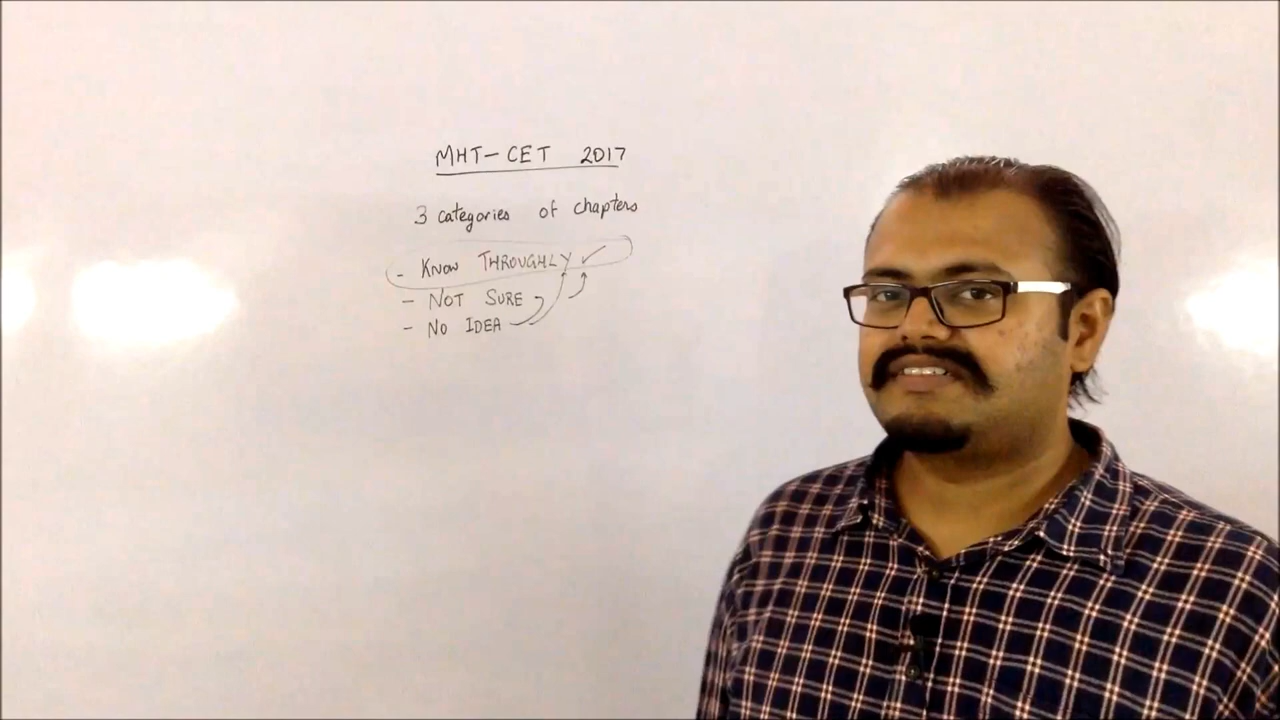 MHT-CET 2017
3 categories of chapters
- KNOW THROUGHLY ✓
- NOT SURE
- NO IDEA